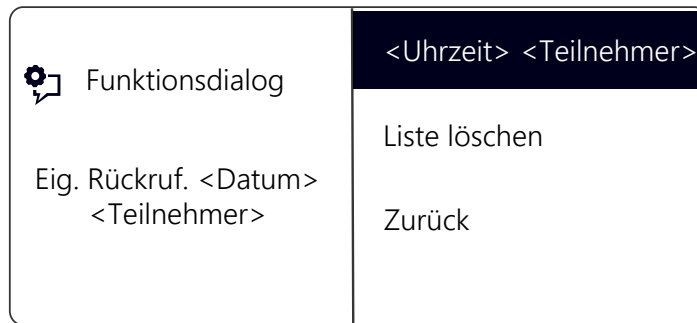 Funktionsdialog
Eig. Rückruf. <Datum>
<Teilnehmer>
<Uhrzeit> <Teilnehmer>
Liste löschen
Zurück